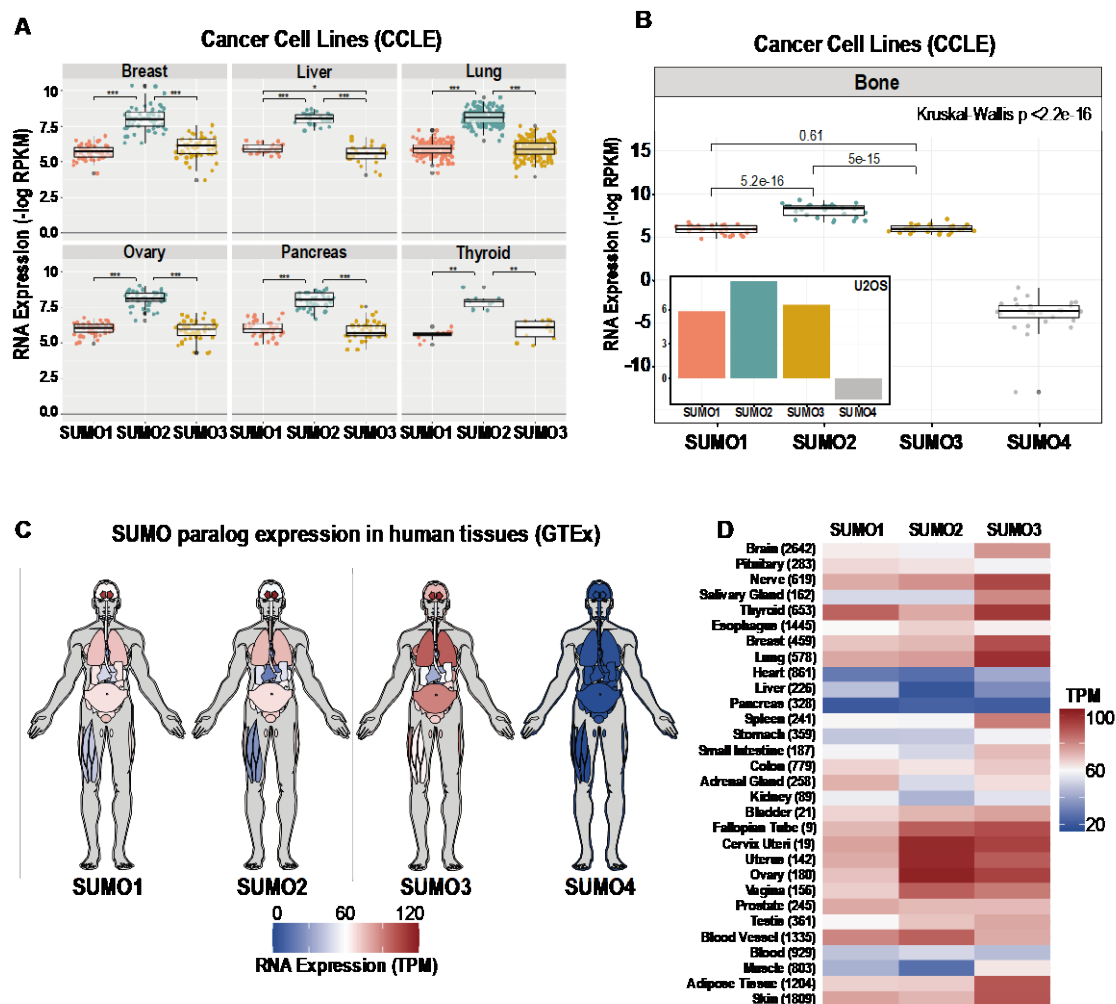 A
Cancer Cell Lines (CCLE)
Breast
Liver
Lung
RNA Expression (-log RPKM)
10
7.5
5.0
2.5
0.0
***
***
*
***
***
***
***
Ovary
Pancreas
Thyroid
10
7.5
5.0
2.5
0.0
***
***
***
***
**
**
SUMO1 SUMO2 SUMO3 SUMO1 SUMO2 SUMO3 SUMO1 SUMO2 SUMO3
B
Cancer Cell Lines (CCLE)
Bone
Kruskal-Wallis p <2.2e-16
RNA Expression (-log RPKM)
15
10
5
0
-5
-10
0.61
5e-15
5.2e-16
U2OS
6
3
0
SUMO1 SUMO2 SUMO3 SUMO4
SUMO1 SUMO2 SUMO3 SUMO4
C
SUMO paralog expression in human tissues (GTEx)
SUMO1 SUMO2 SUMO3 SUMO4
0 60 120
RNA Expression (TPM)
D
SUMO1 SUMO2 SUMO3
Brain (2642)
Pituitary (283)
Nerve (619)
Salivary Gland (162)
Thyroid (653)
Esophagus (1445)
Breast (459)
Lung (578)
Heart (861)
Liver (226)
Pancreas (328)
Spleen (241)
Stomach (359)
Small Intestine (187)
Colon (779)
Adrenal Gland (258)
Kidney (89)
Bladder (21)
Fallopian Tube (9)
Cervix Uteri (19)
Uterus (142)
Ovary (180)
Vagina (156)
Prostate (245)
Testis (361)
Blood Vessel (1335)
Blood (929)
Muscle (803)
Adipose Tissue (1204)
Skin (1809)
TPM
100
60
20